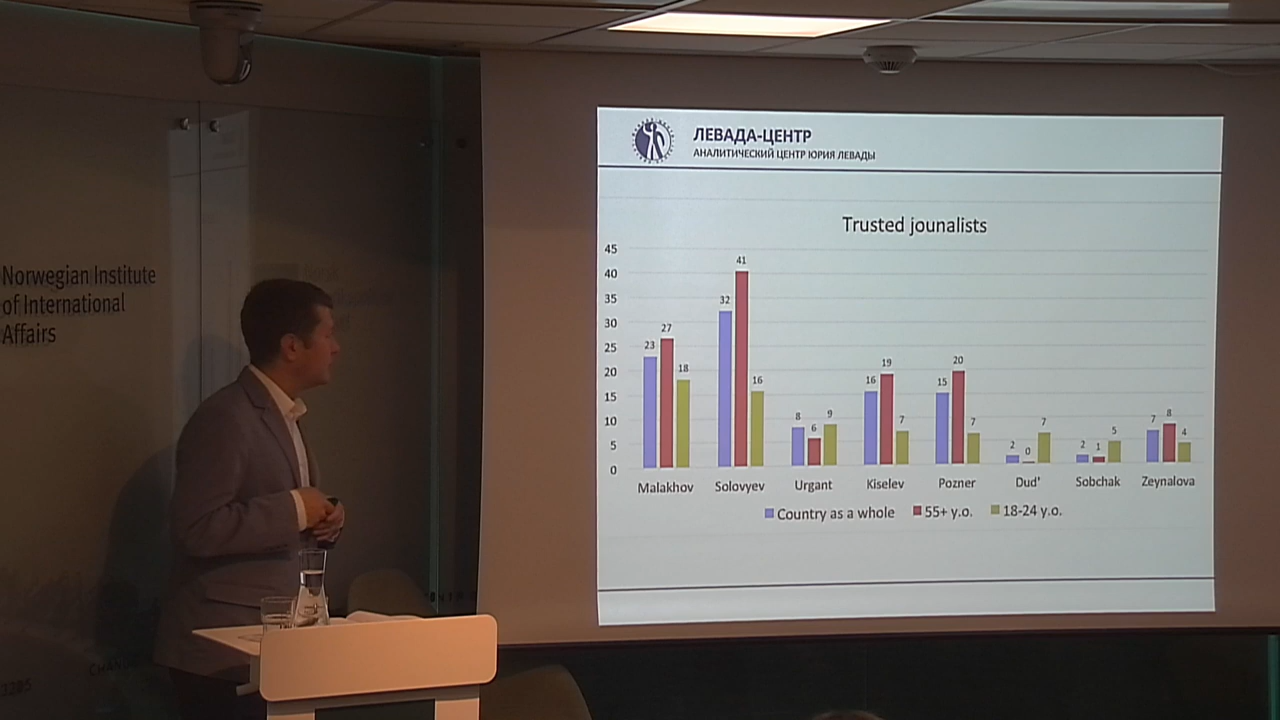 Norwegian Institute
of International
Affairs
ЛЕВАДА-ЦЕНТР
АНАЛИТИЧЕСКИЙ ЦЕНТР ЮРИЯ ЛЕВАДЫ
Trusted jounalists
45
40
35
30
25
20
15
10
5
0
23 27 18
32 41 16
8 6 9
16 19 7
15 20 7
2 0 7
2 1 5
7 8 4
Malakhov Solovyev Urgant Kiselev Pozner Dud' Sobchak Zeynalova
Country as a whole 55+ y.o. 18-24 y.o.